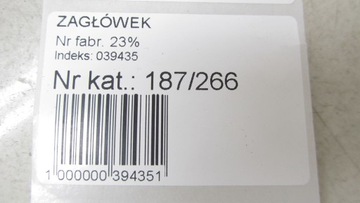 ZAGŁÓWEK
Nr fabr. 23%
Indeks: 039435
Nr kat.: 187/266
1 000000 394351